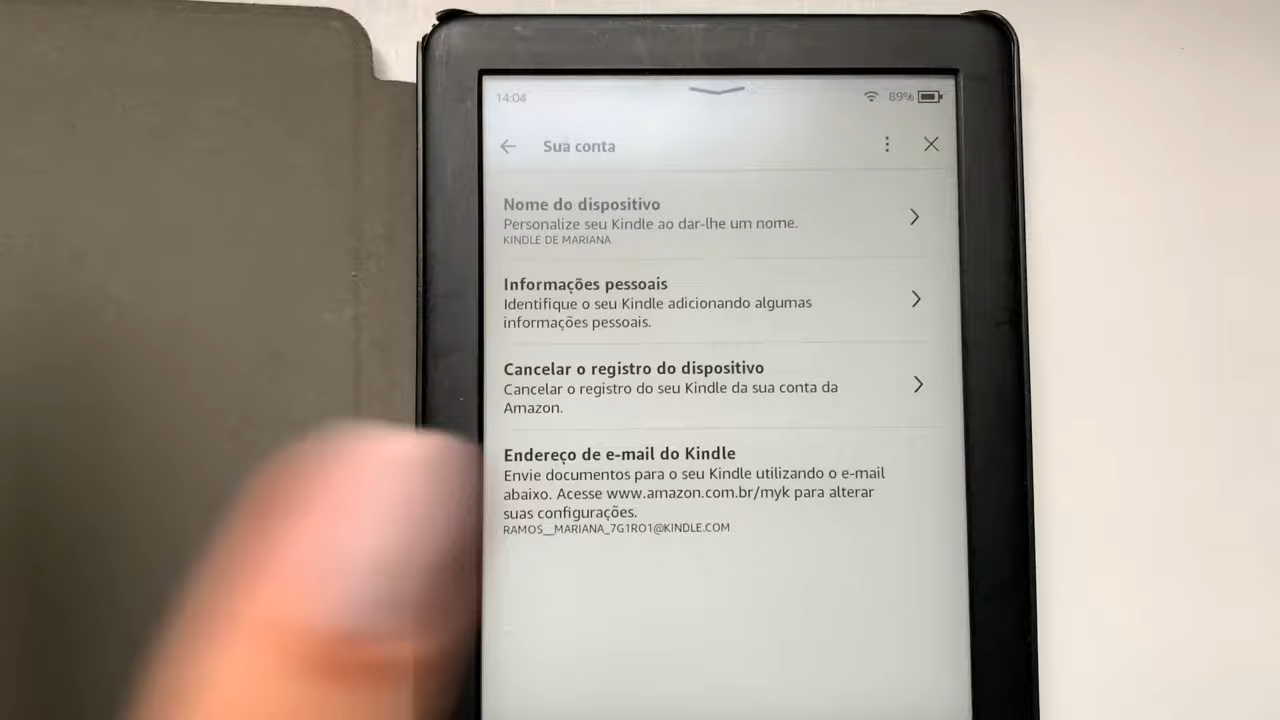 14:04
89%
Sua conta
Nome do dispositivo
Personalize seu Kindle ao dar-lhe um nome.
KINDLE DE MARIANA
Informações pessoais
Identifique o seu Kindle adicionando algumas
informações pessoais.
Cancelar o registro do dispositivo
Cancelar o registro do seu Kindle da sua conta da
Amazon.
Endereço de e-mail do Kindle
Envie documentos para o seu Kindle utilizando o e-mail
abaixo. Acesse www.amazon.com.br/myk para alterar
suas configurações.
RAMOS__MARIANA_7G1RO1@KINDLE.COM